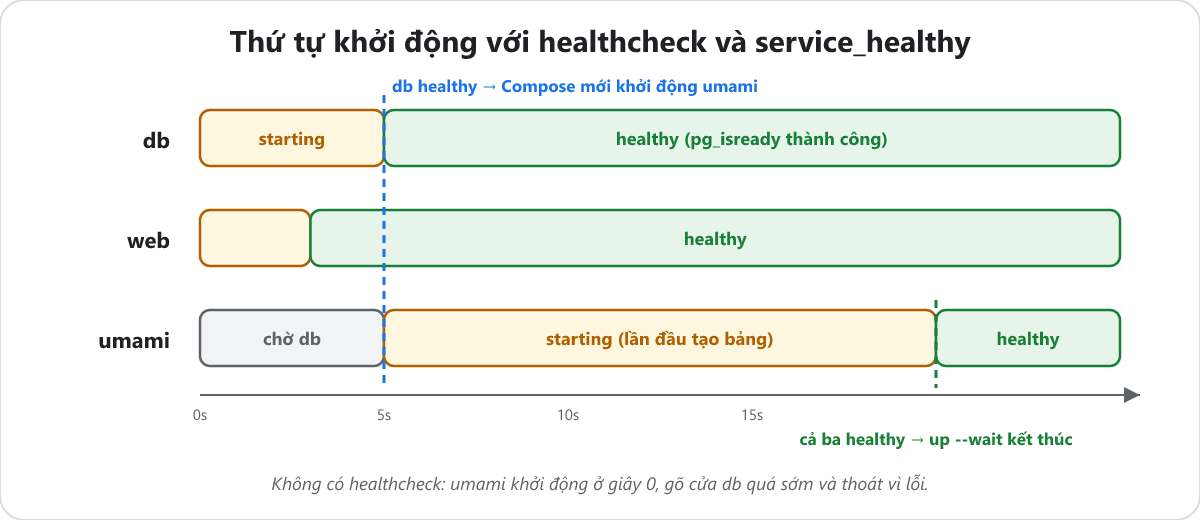 Thứ tự khởi động với healthcheck và service_healthy
db healthy → Compose mới khởi động umami
db
starting
healthy (pg_isready thành công)
web
healthy
umami
chờ db
starting (lần đầu tạo bảng)
healthy
0s
5s
10s
15s
cả ba healthy → up --wait kết thúc
Không có healthcheck: umami khởi động ở giây 0, gõ cửa db quá sớm và thoát vì lỗi.